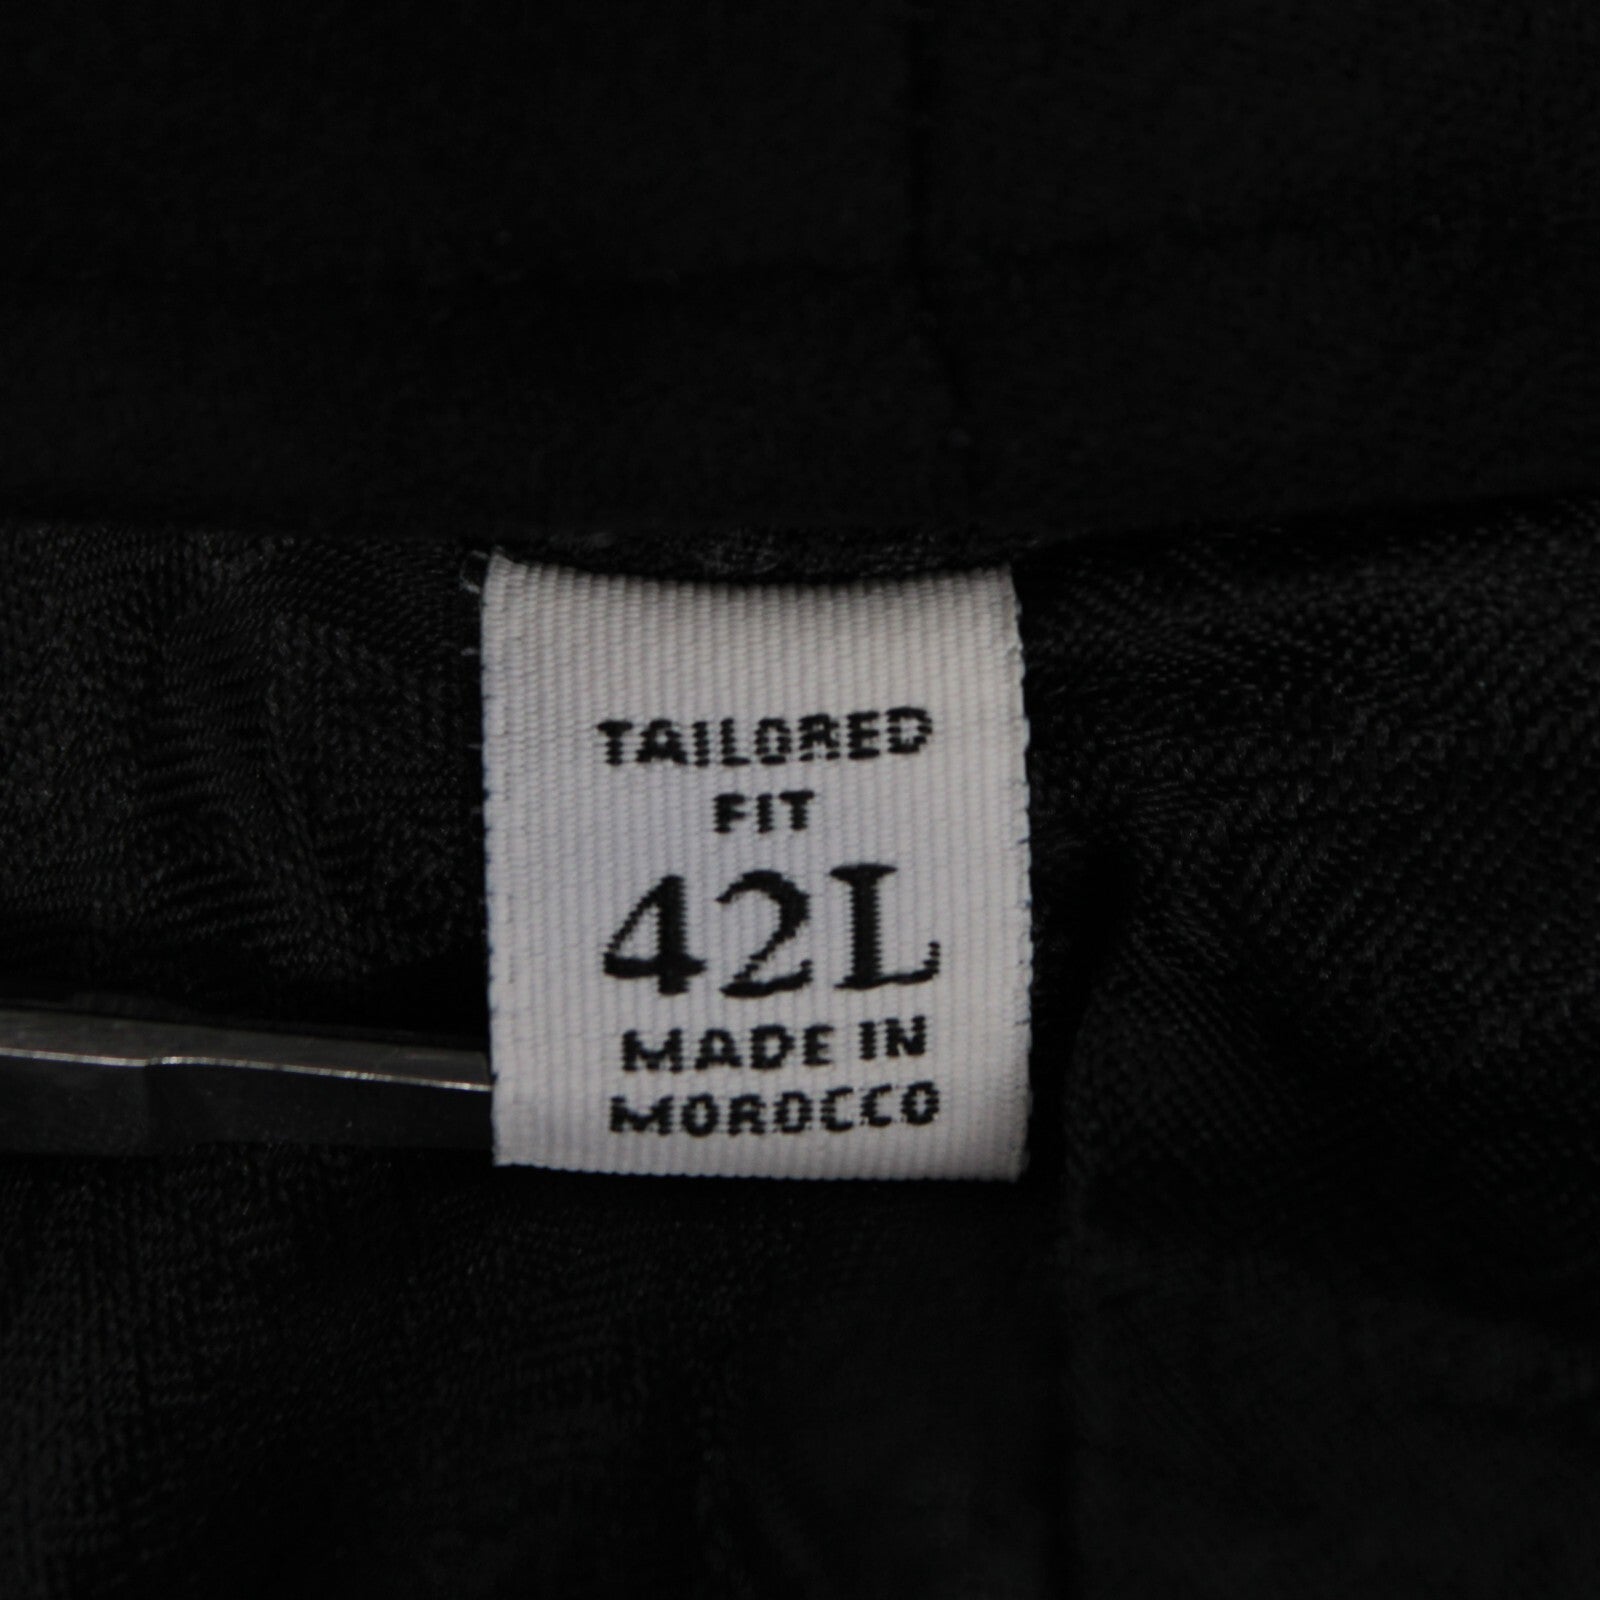 TAILORED
FIT
42L
MADE IN
MOROCCO